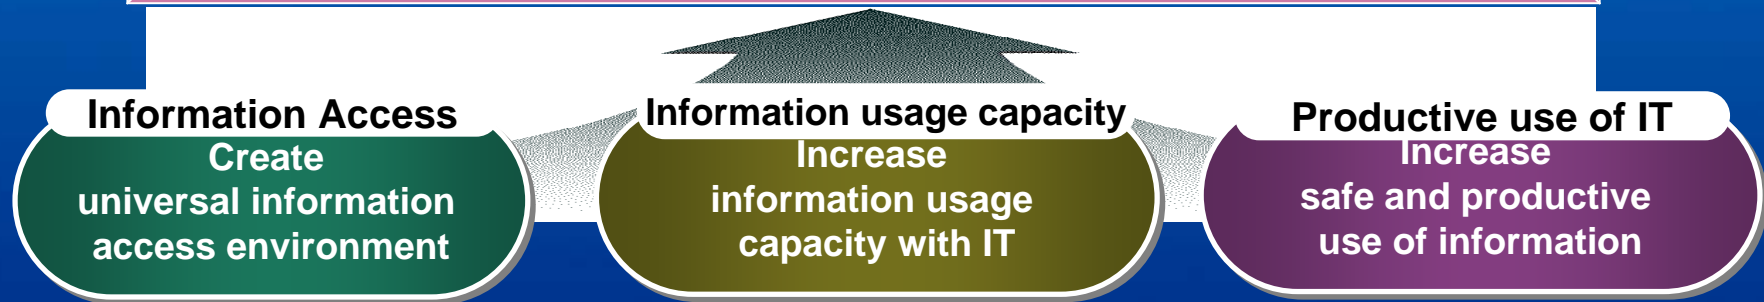 Information Access
Create
universal information
access environment
Information usage capacity
Increase
information usage
capacity with IT
Productive use of IT
Increase
safe and productive
use of information